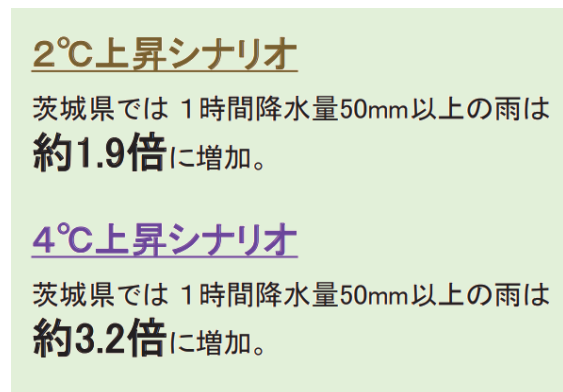 2℃上昇シナリオ
茨城県では 1時間降水量50mm以上の雨は
約1.9倍に増加。
4℃上昇シナリオ
茨城県では 1時間降水量50mm以上の雨は
約3.2倍に増加。